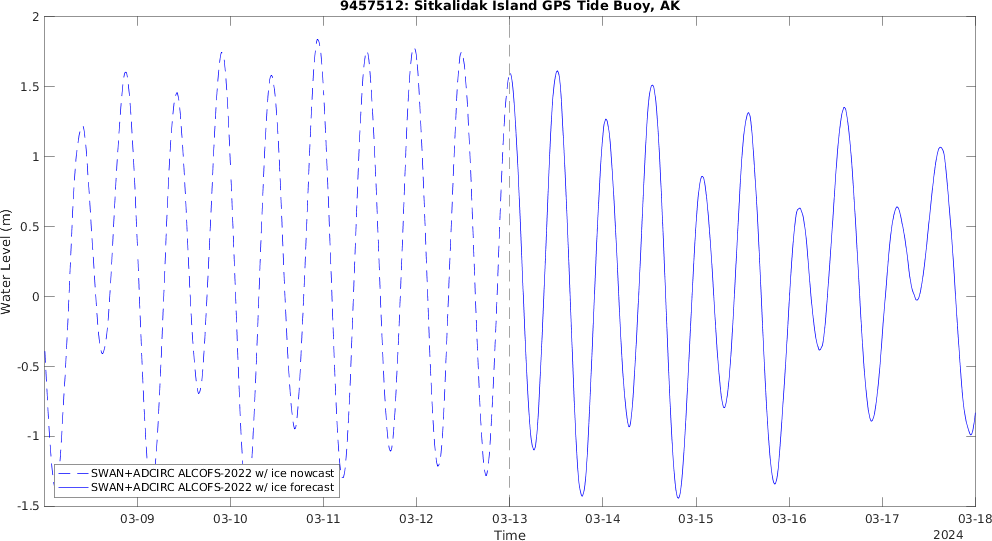 9457512: Sitkalidak Island GPS Tide Buoy, AK
2
1.5
1
0.5
0
-0.5
-1
-1.5
Water Level (m)
SWAN+ADCIRC ALCOFS-2022 w/ ice nowcast
SWAN+ADCIRC ALCOFS-2022 w/ ice forecast
03-09 03-10 03-11 03-12 03-13 03-14 03-15 03-16 03-17 03-18
Time
2024